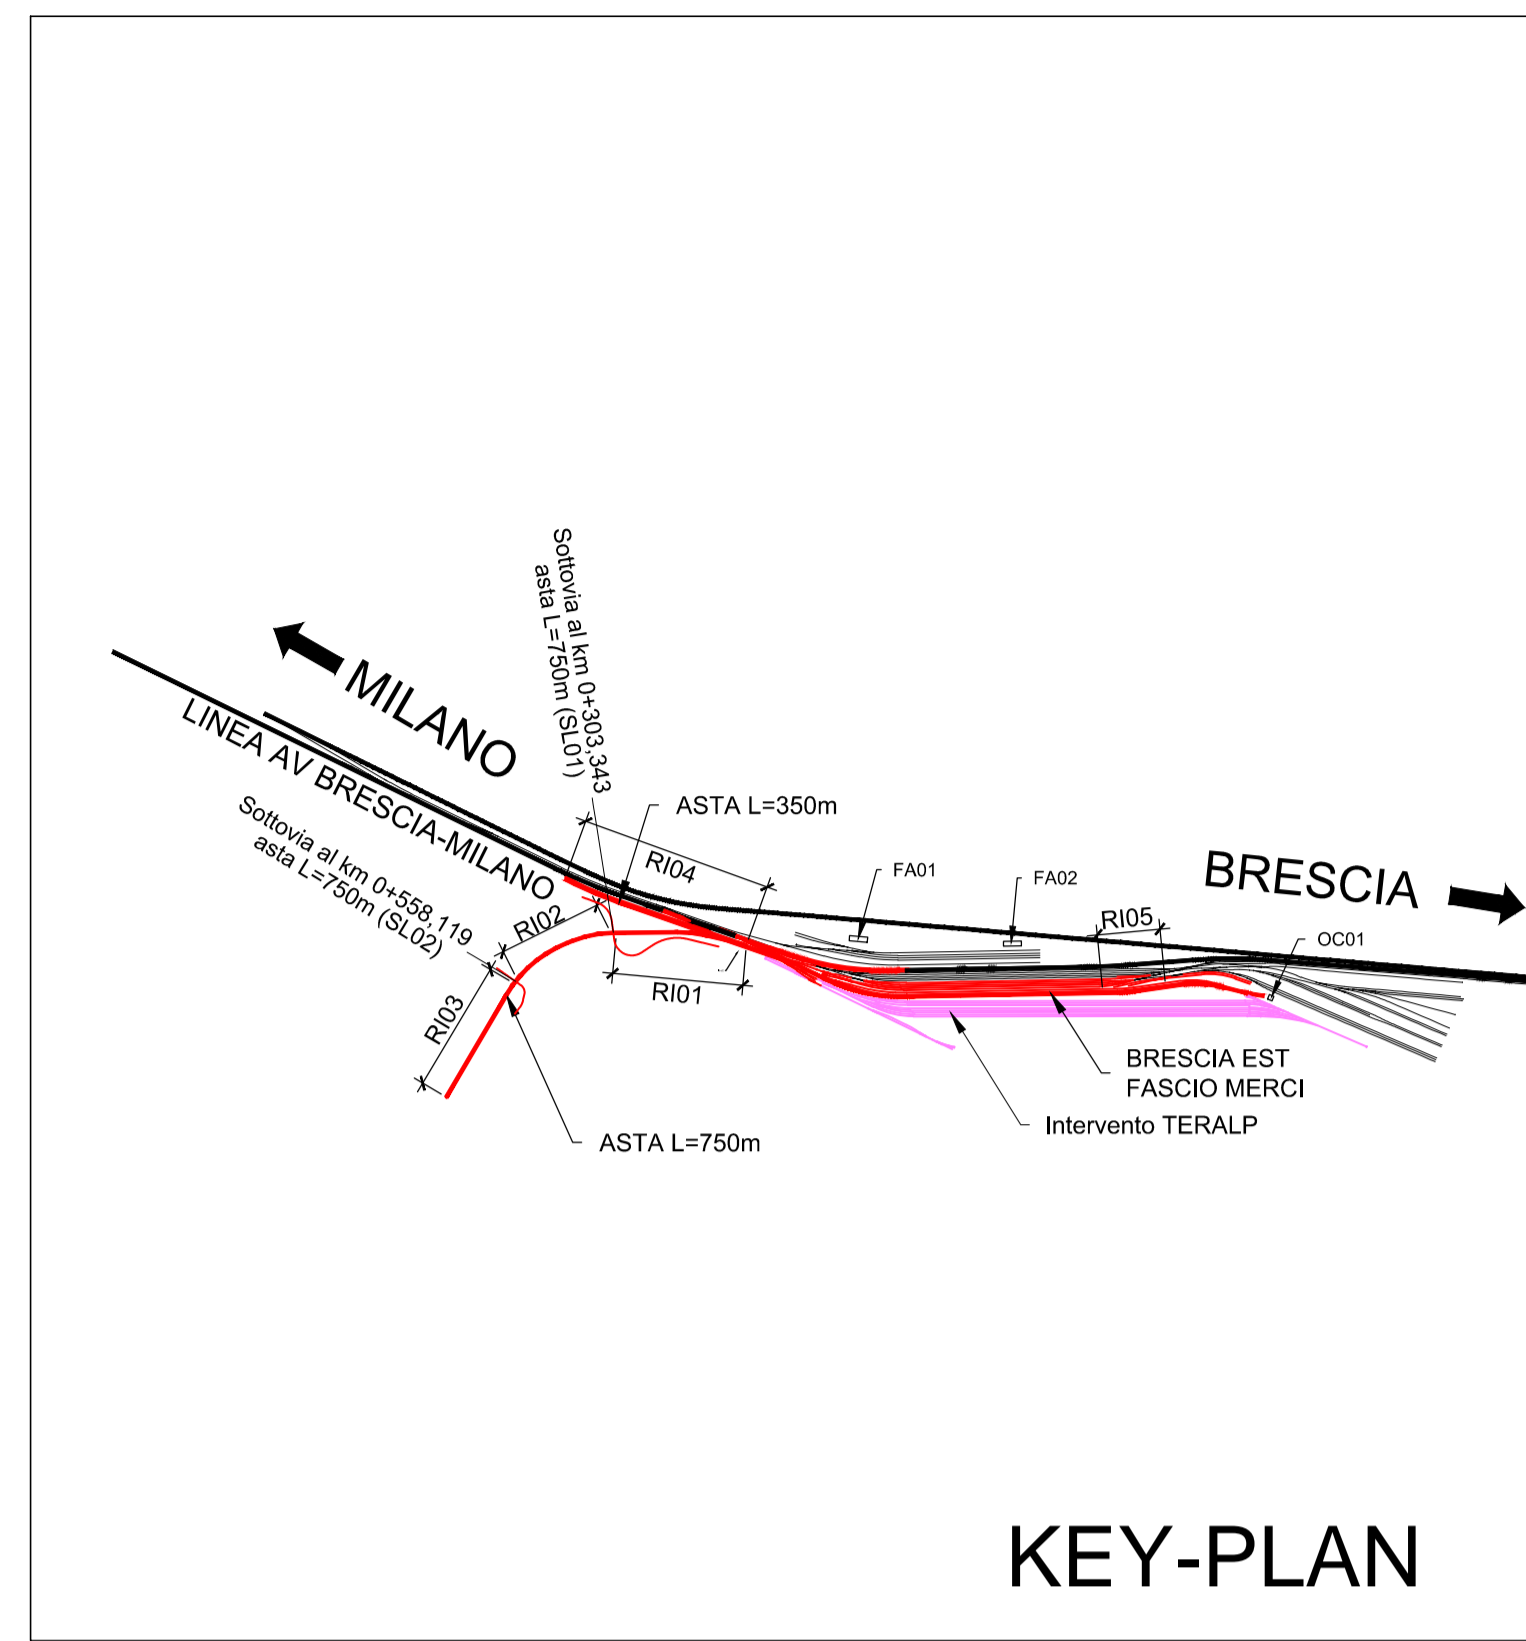 Sottovia al km 0+303,343
asta L=750m (SL01)
MILANO
LINEA AV BRESCIA-MILANO
Sottovia al km 0+558,119
asta L=750m (SL02)
ASTA L=350m
RI04
FA01
FA02
BRESCIA
RI05
OC01
RI02
RI01
RI03
BRESCIA EST
FASCIO MERCI
Intervento TERALP
ASTA L=750m
KEY-PLAN